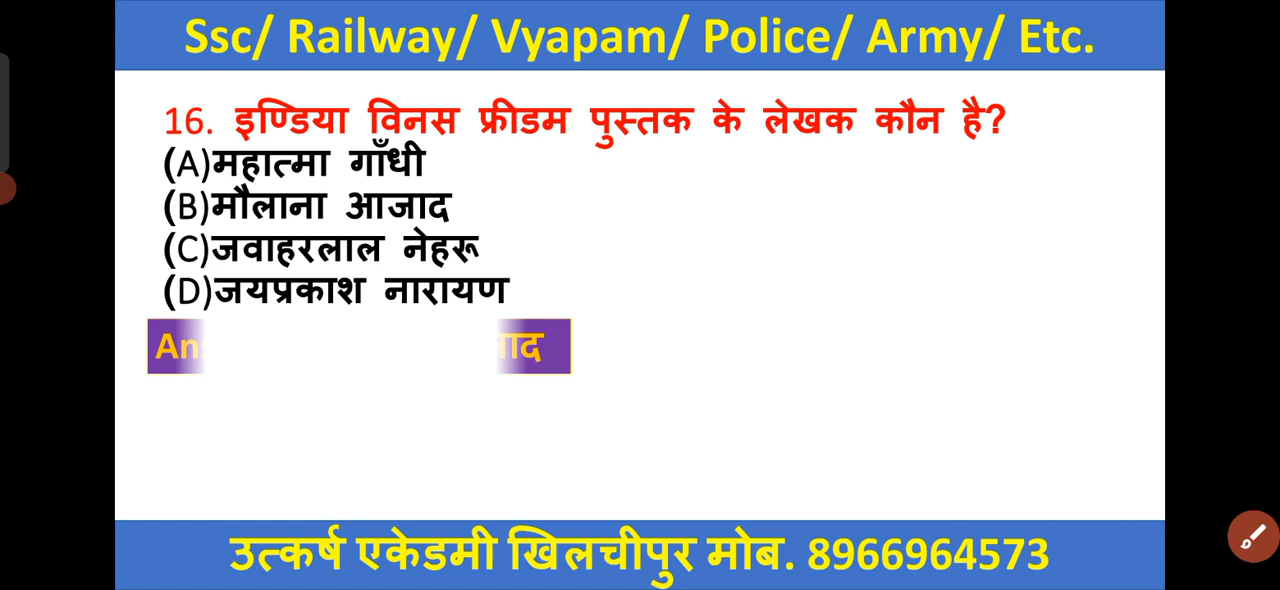 Ssc/ Railway/ Vyapam/ Police/ Army/ Etc.
16. इण्डिया विनस फ्रीडम पुस्तक के लेखक कौन है?
(A)महात्मा गाँधी
(B)मौलाना आजाद
(C)जवाहरलाल नेहरू
(D)जयप्रकाश नारायण
उत्कर्ष एकेडमी खिलचीपुर मोब. 8966964573